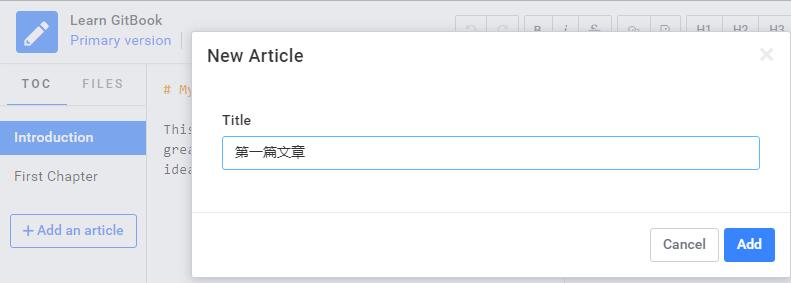 Learn GitBook
Primary version
B i S H1 H2 H3
TOC FILES
Introduction
First Chapter
+ Add an article
# My
This
grea
idea
New Article
×
Title
第一篇文章
Cancel Add